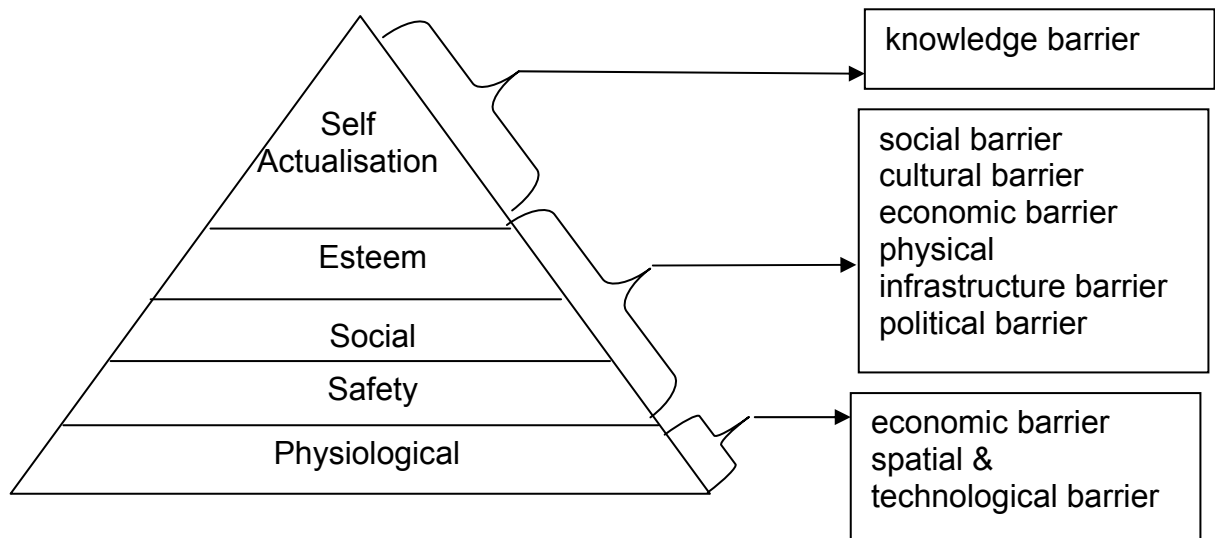 Self
Actualisation
Esteem
Social
Safety
Physiological
knowledge barrier
social barrier
cultural barrier
economic barrier
physical
infrastructure barrier
political barrier
economic barrier
spatial &
technological barrier